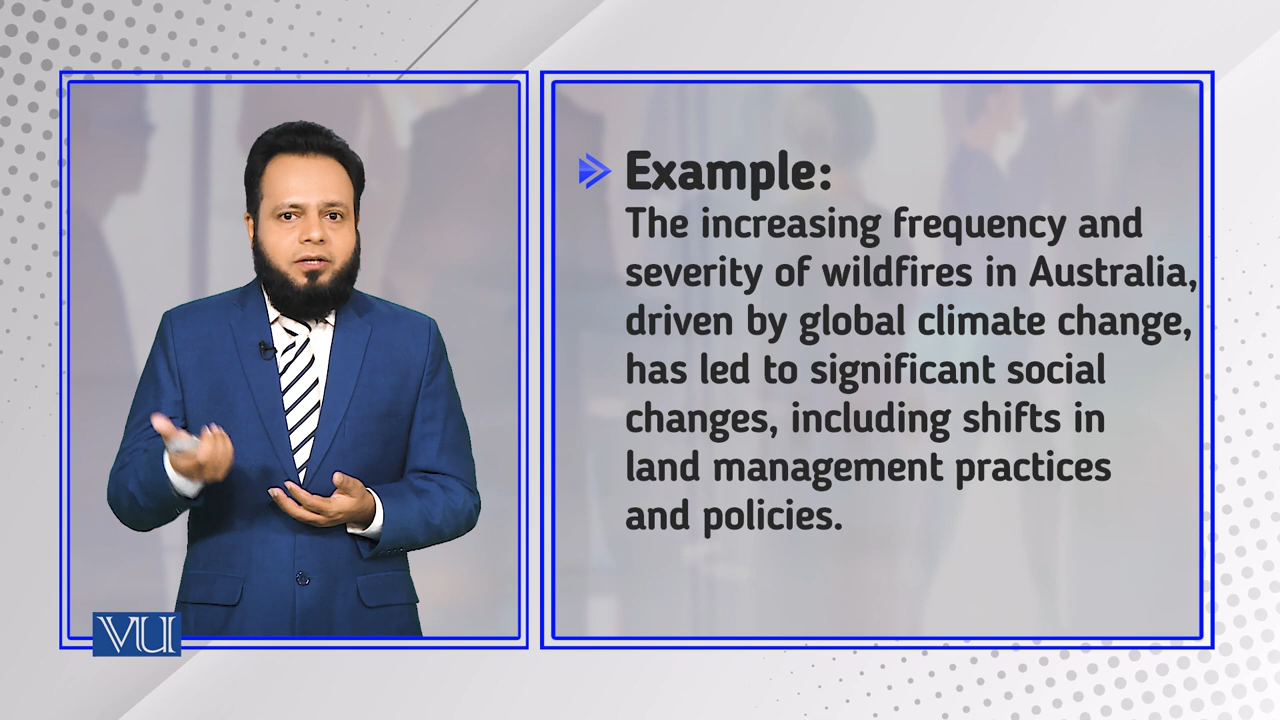 Example:
The increasing frequency and
severity of wildfires in Australia,
driven by global climate change,
has led to significant social
changes, including shifts in
land management practices
and policies.
VU